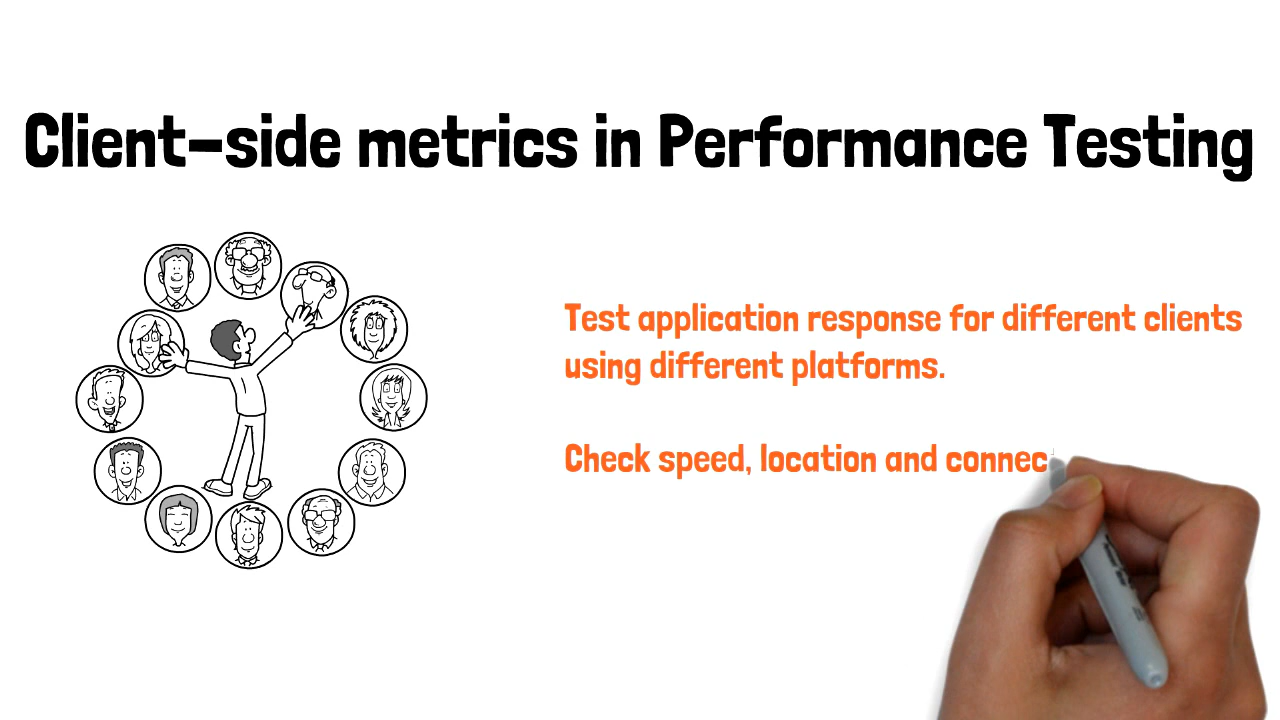 Client-side metrics in Performance Testing
Test application response for different clients
using different platforms.
Check speed, location and connec